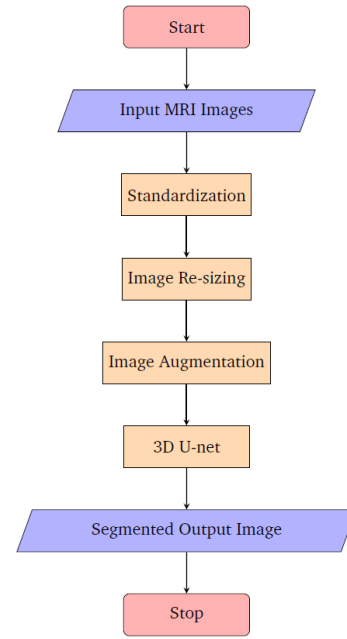 Start
Input MRI Images
Standardization
Image Re-sizing
Image Augmentation
3D U-net
Segmented Output Image
Stop